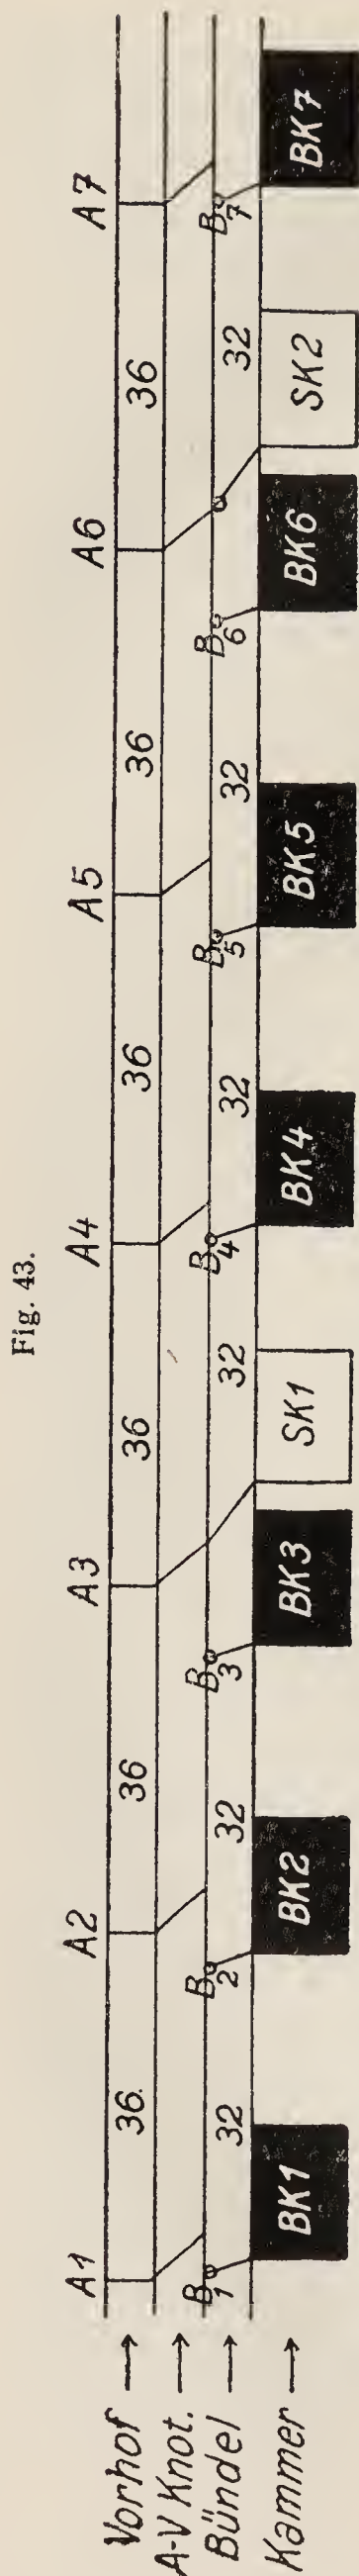 Fig. 43.
A1 A2 A3 A4 A5 A6 A7
Vorhof → 36. 36 36 36 36 36
A-V Knot. →
Bündel → B1 32 B2 32 B3 32 B4 32 B5 32 B6 32 B7
Kammer → BK1 BK2 BK3 SK1 BK4 BK5 BK6 SK2 BK7